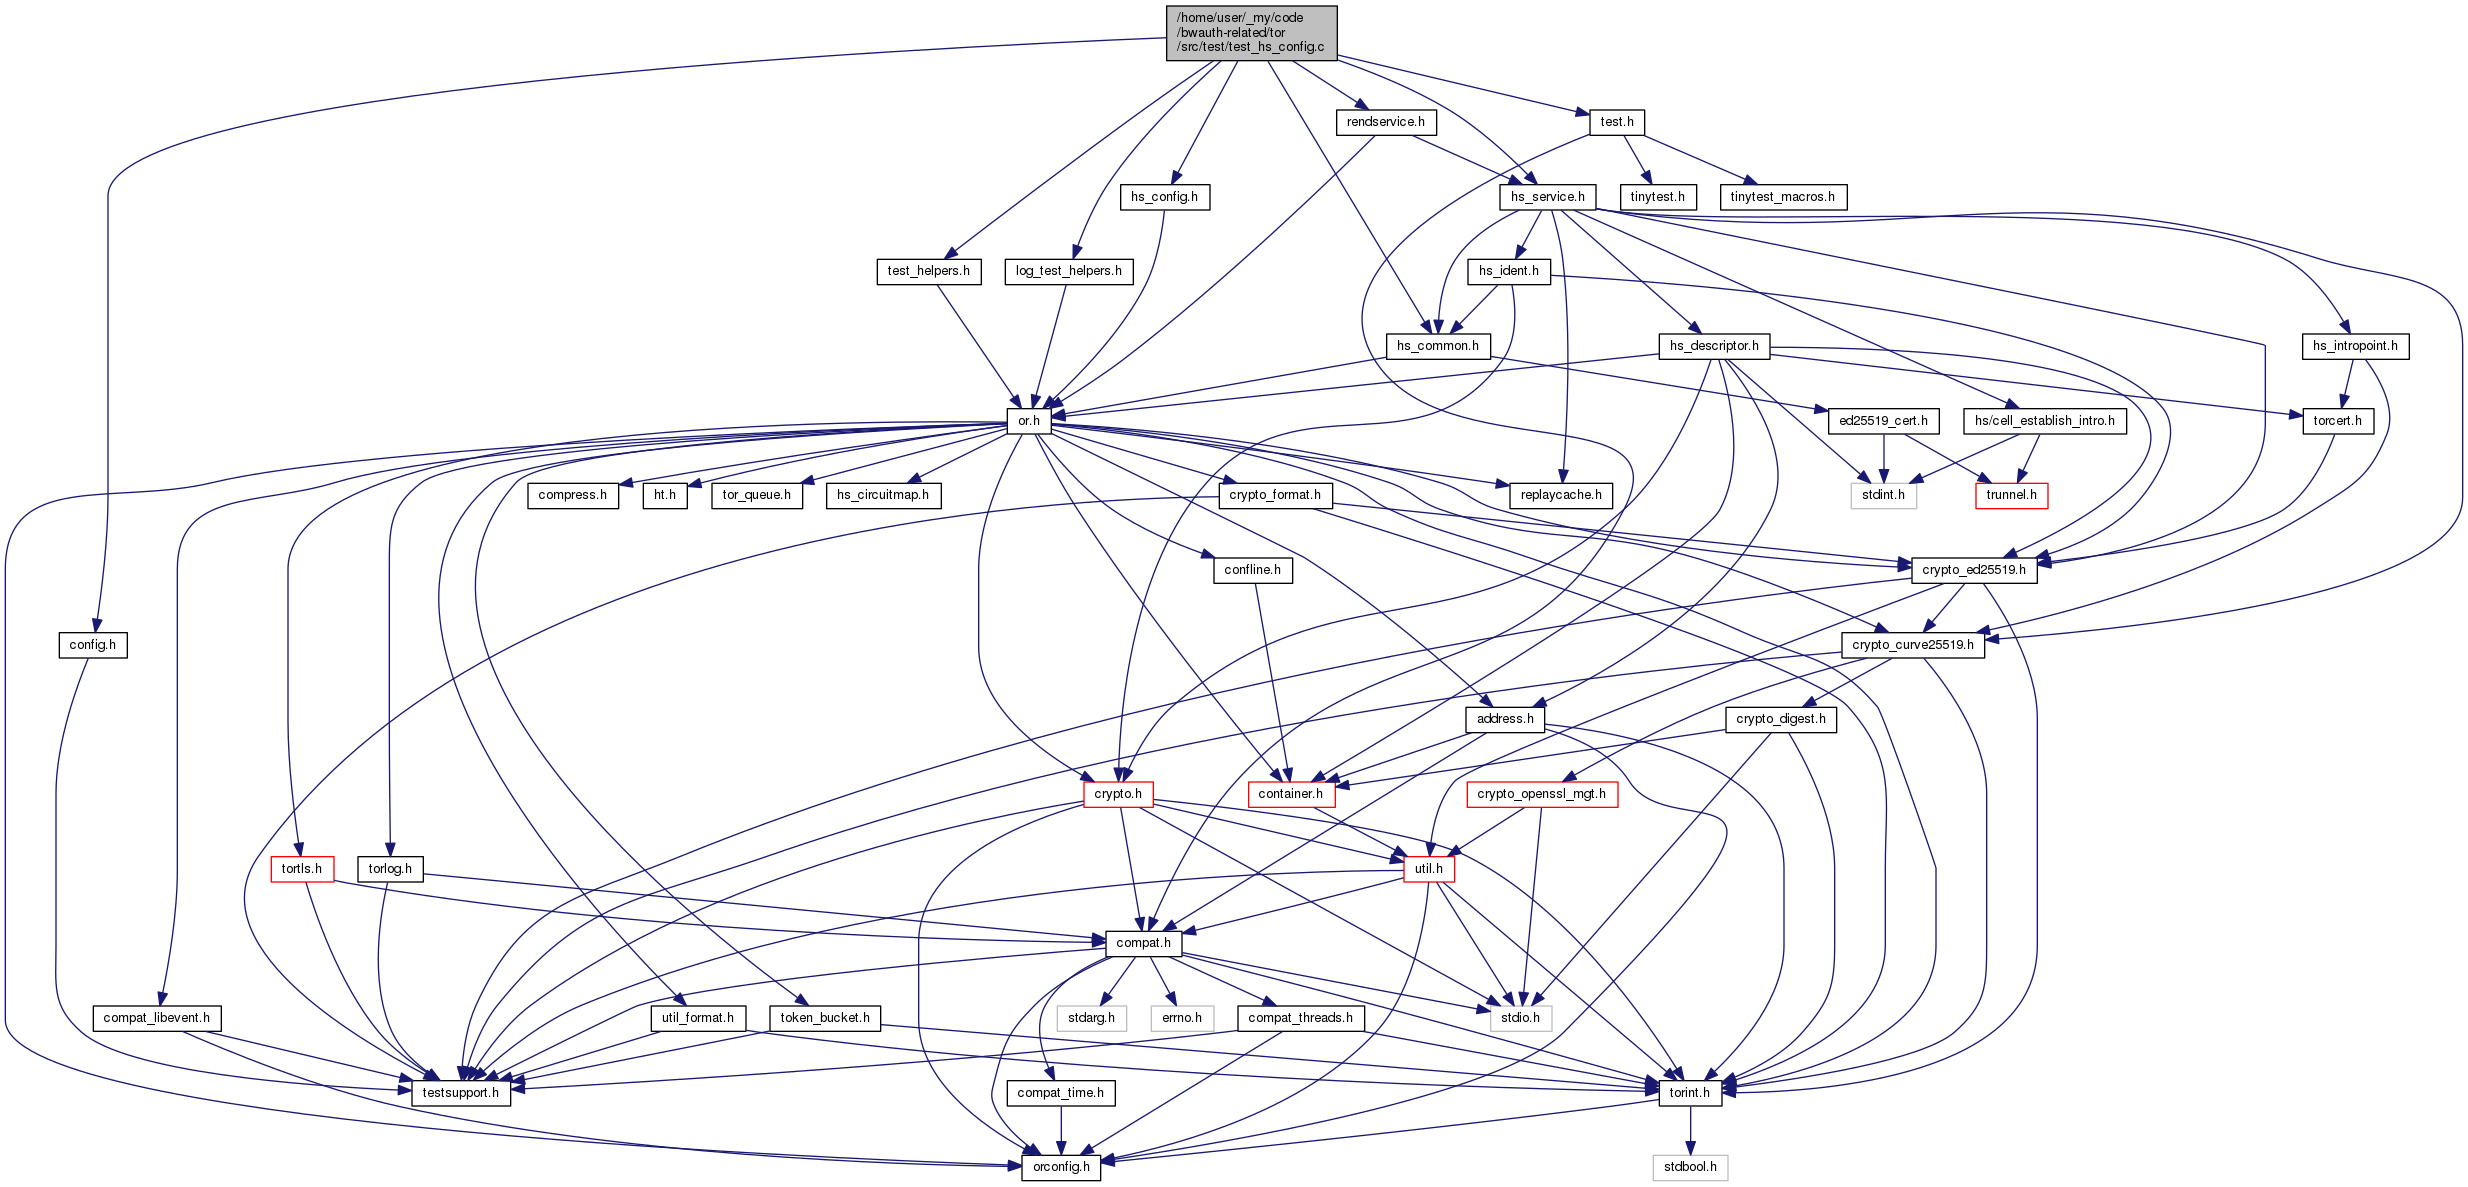 /home/user/_my/code
/bwauth-related/tor
/src/test/test_hs_config.c
rendservice.h
test.h
hs_config.h
hs_service.h
tinytest.h
tinytest_macros.h
test_helpers.h
log_test_helpers.h
hs_ident.h
hs_common.h
hs_descriptor.h
hs_intropoint.h
or.h
ed25519_cert.h
hs/cell_establish_intro.h
torcert.h
compress.h
ht.h
tor_queue.h
hs_circuitmap.h
crypto_format.h
replaycache.h
stdint.h
trunnel.h
confline.h
crypto_ed25519.h
config.h
crypto_curve25519.h
address.h
crypto_digest.h
crypto.h
container.h
crypto_openssl_mgt.h
tortls.h
torlog.h
util.h
compat.h
compat_libevent.h
util_format.h
token_bucket.h
stdarg.h
errno.h
compat_threads.h
stdio.h
testsupport.h
compat_time.h
torint.h
orconfig.h
stdbool.h